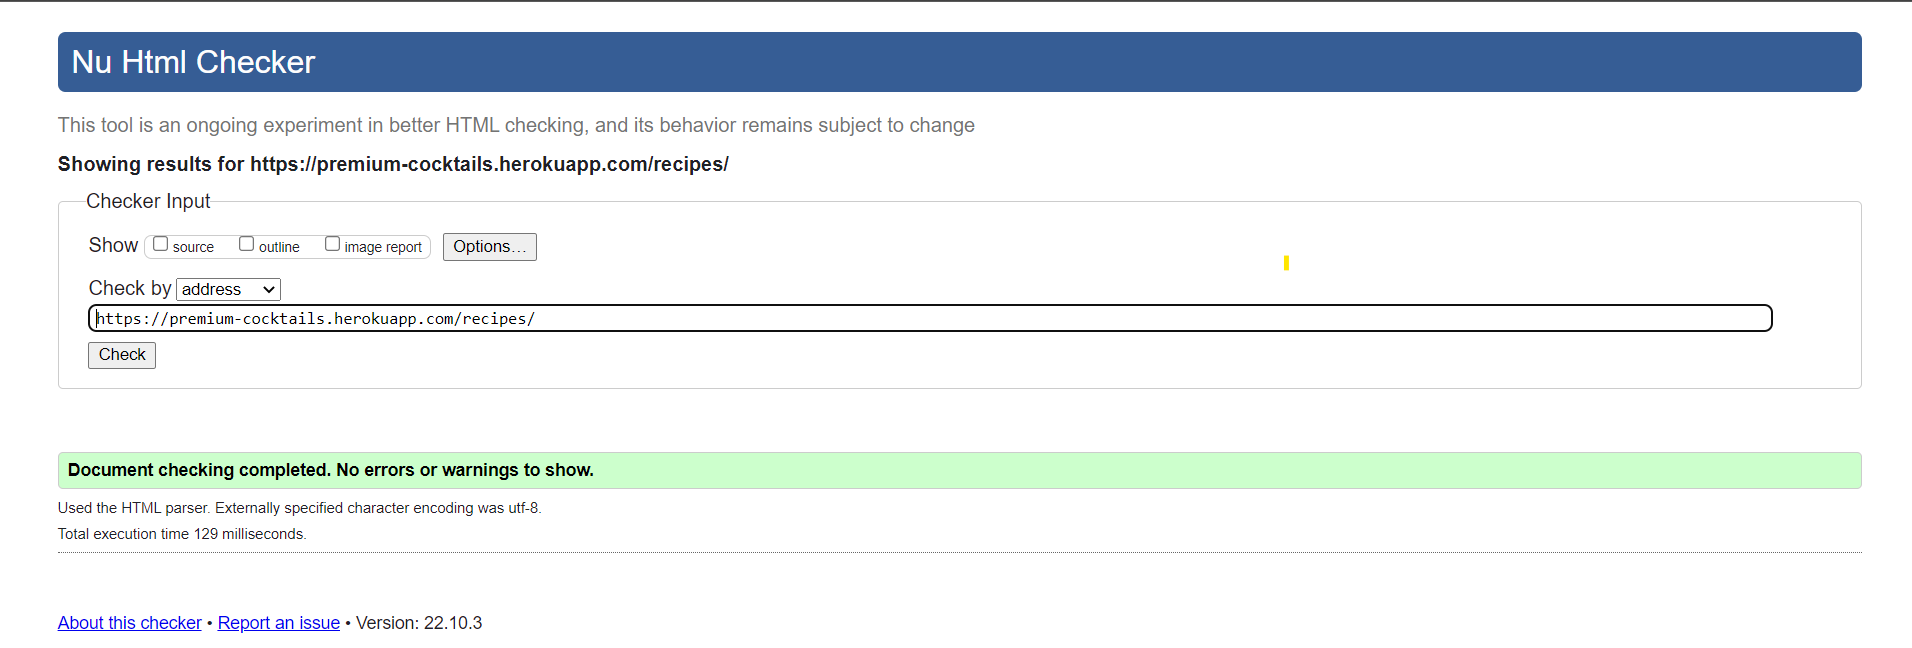 Nu Html Checker
This tool is an ongoing experiment in better HTML checking, and its behavior remains subject to change
Showing results for https://premium-cocktails.herokuapp.com/recipes/
Checker Input
Show source outline image report Options…
Check by address
https://premium-cocktails.herokuapp.com/recipes/
Check
Document checking completed. No errors or warnings to show.
Used the HTML parser. Externally specified character encoding was utf-8.
Total execution time 129 milliseconds.
About this checker • Report an issue • Version: 22.10.3